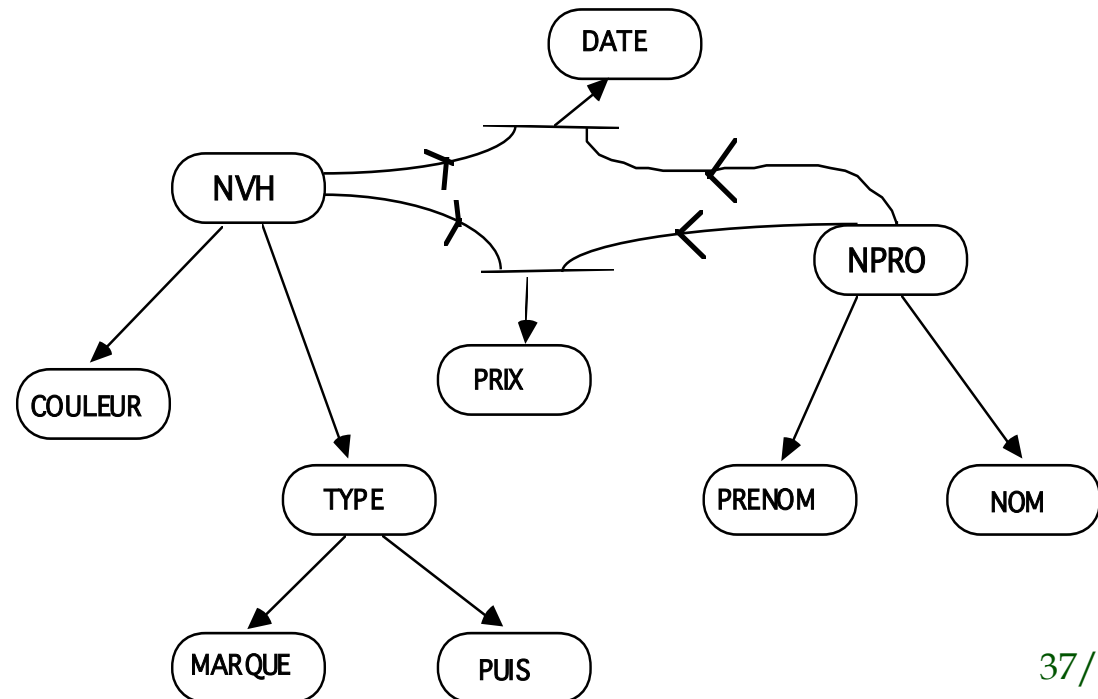 DATE
NVH
NPRO
COULEUR
PRIX
TYPE
PRENOM
NOM
MARQUE
PUIS
37/